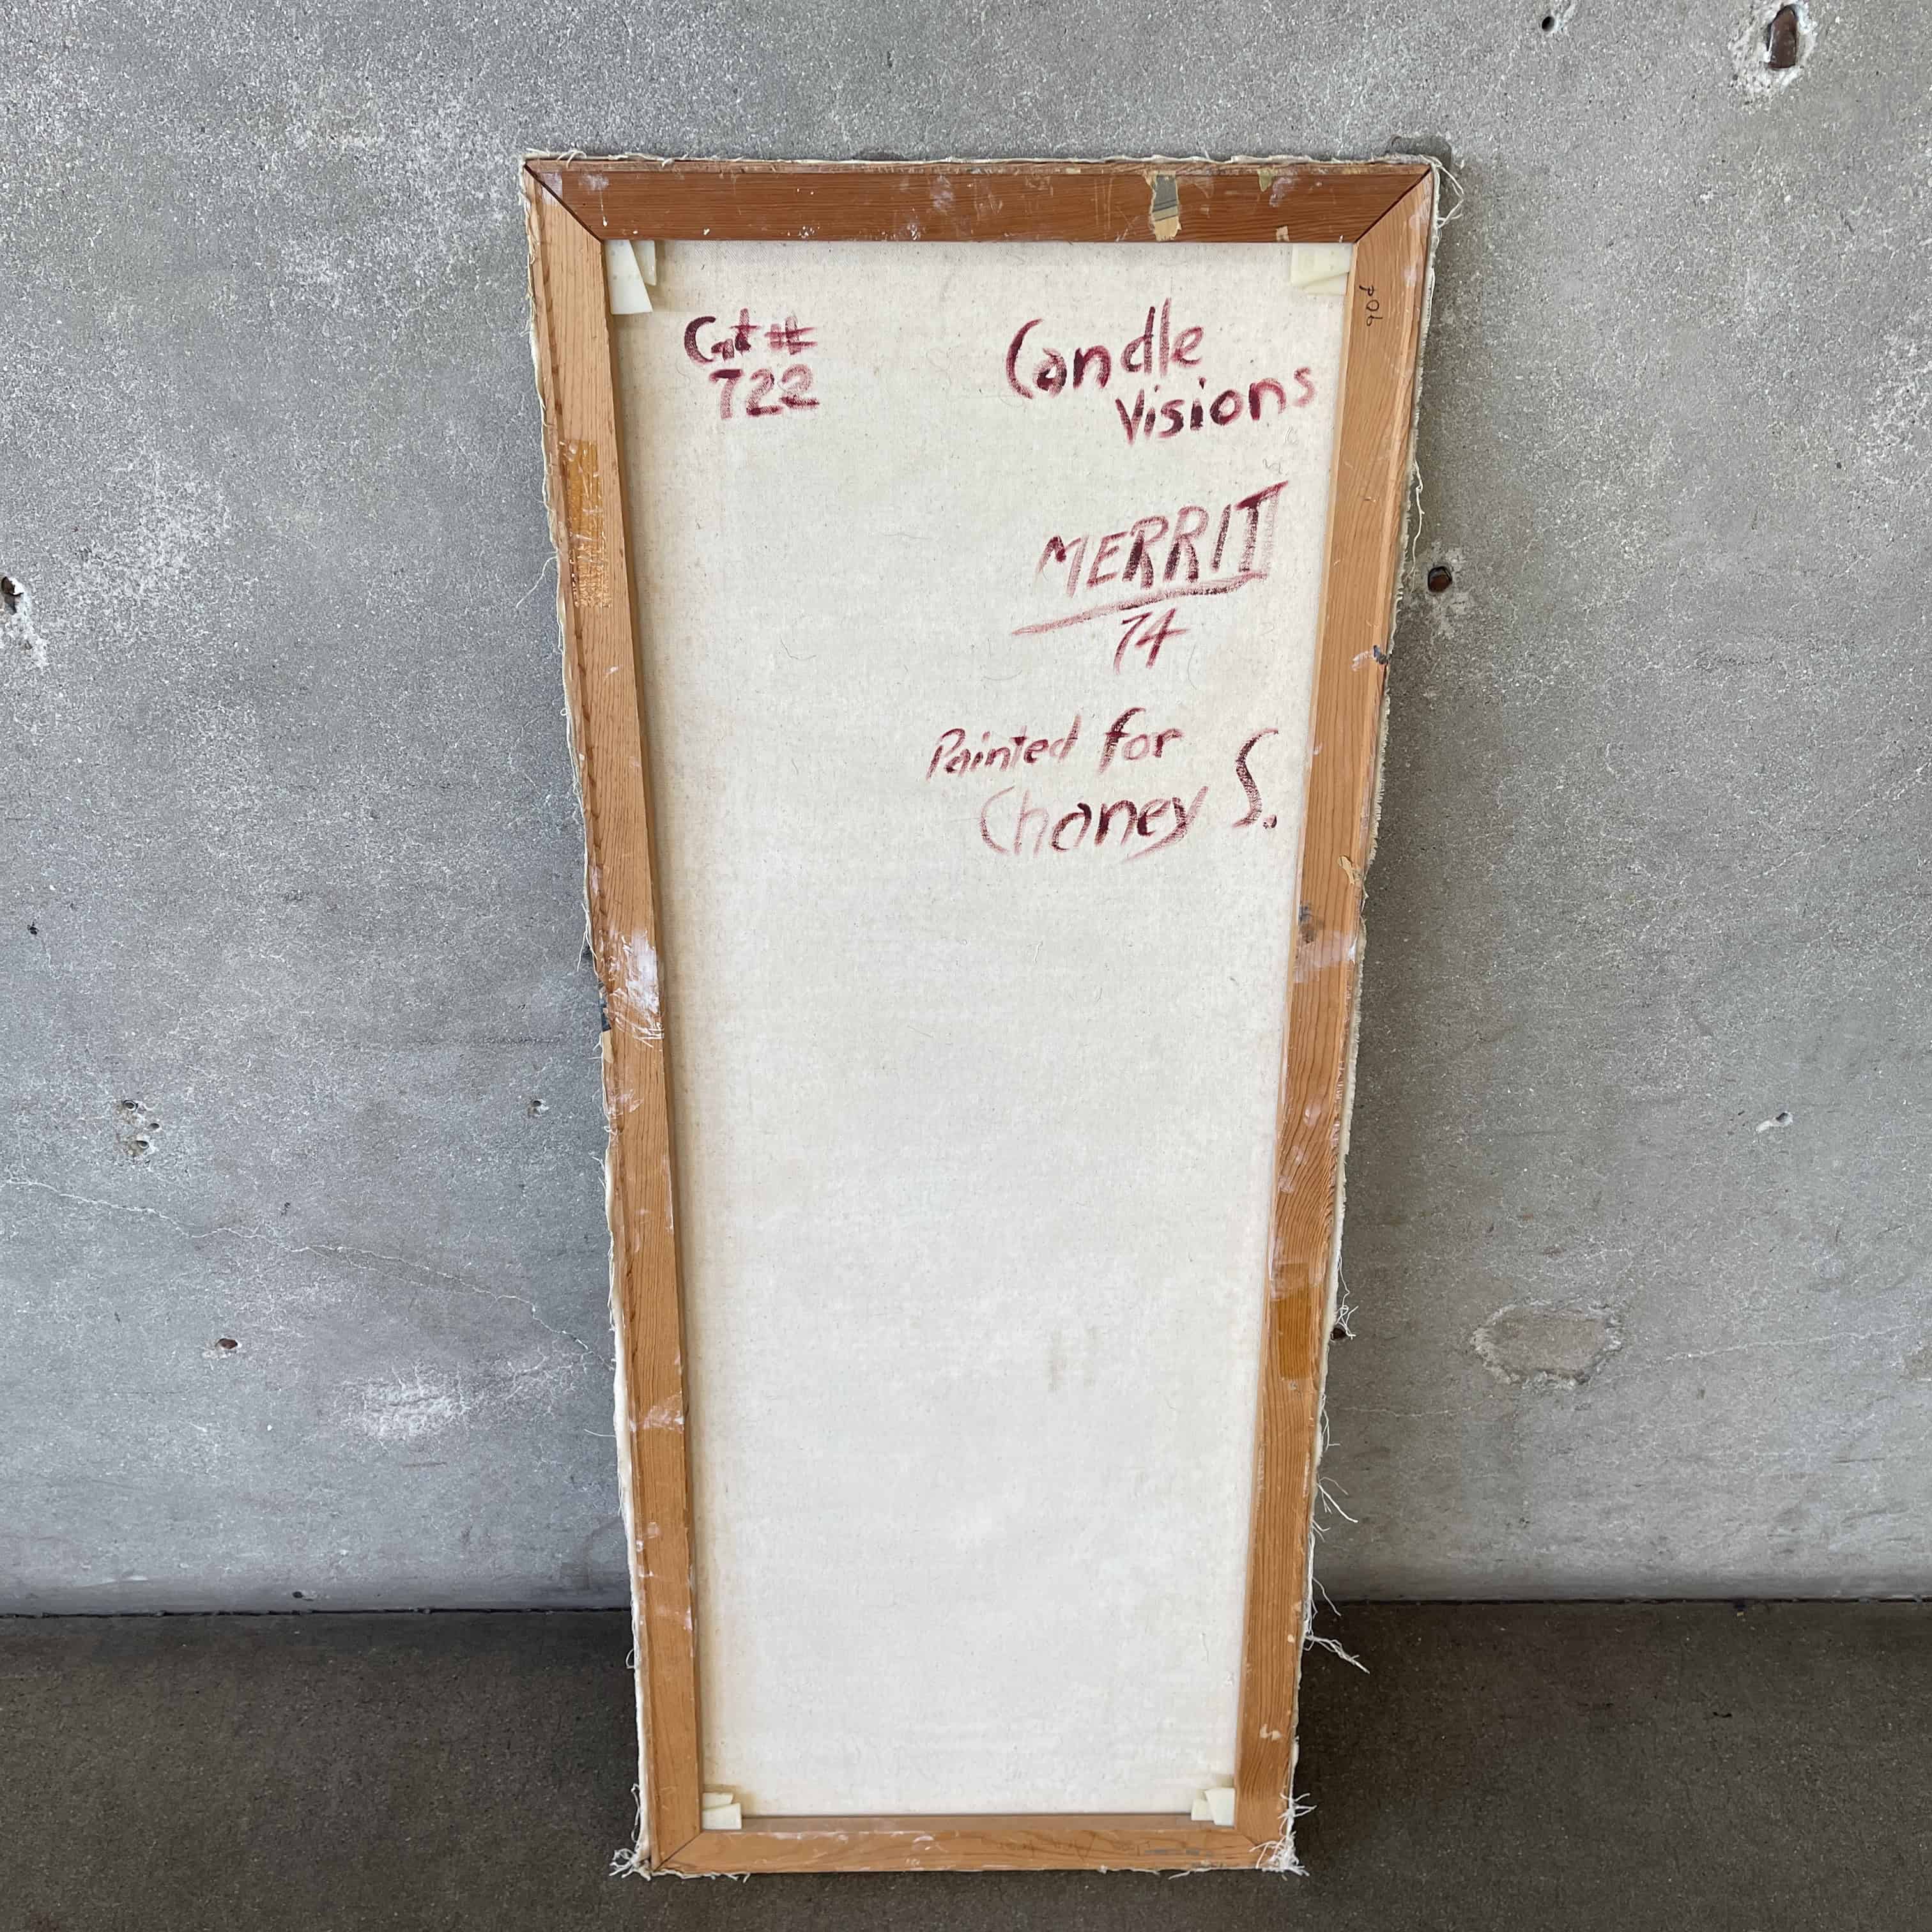 Cat #
722
Candle
Visions
MERRIT
74
Painted for
Chaney S.